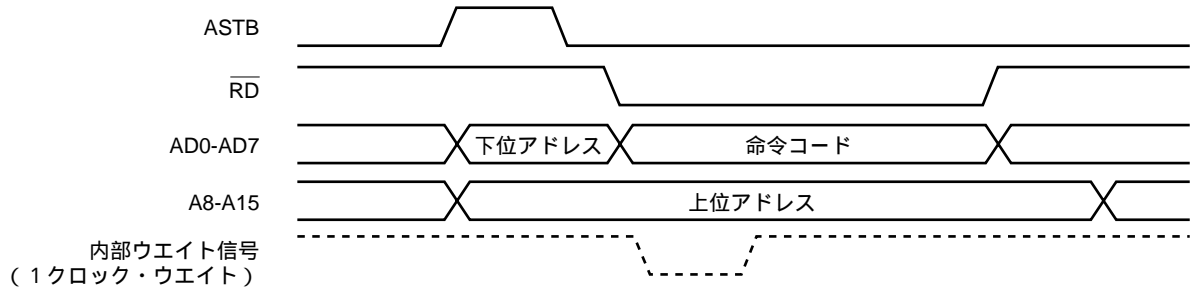 ASTB
RD
AD0-AD7 下位アドレス 命令コード
A8-A15 上位アドレス
内部ウエイト信号
(1クロック・ウエイト)